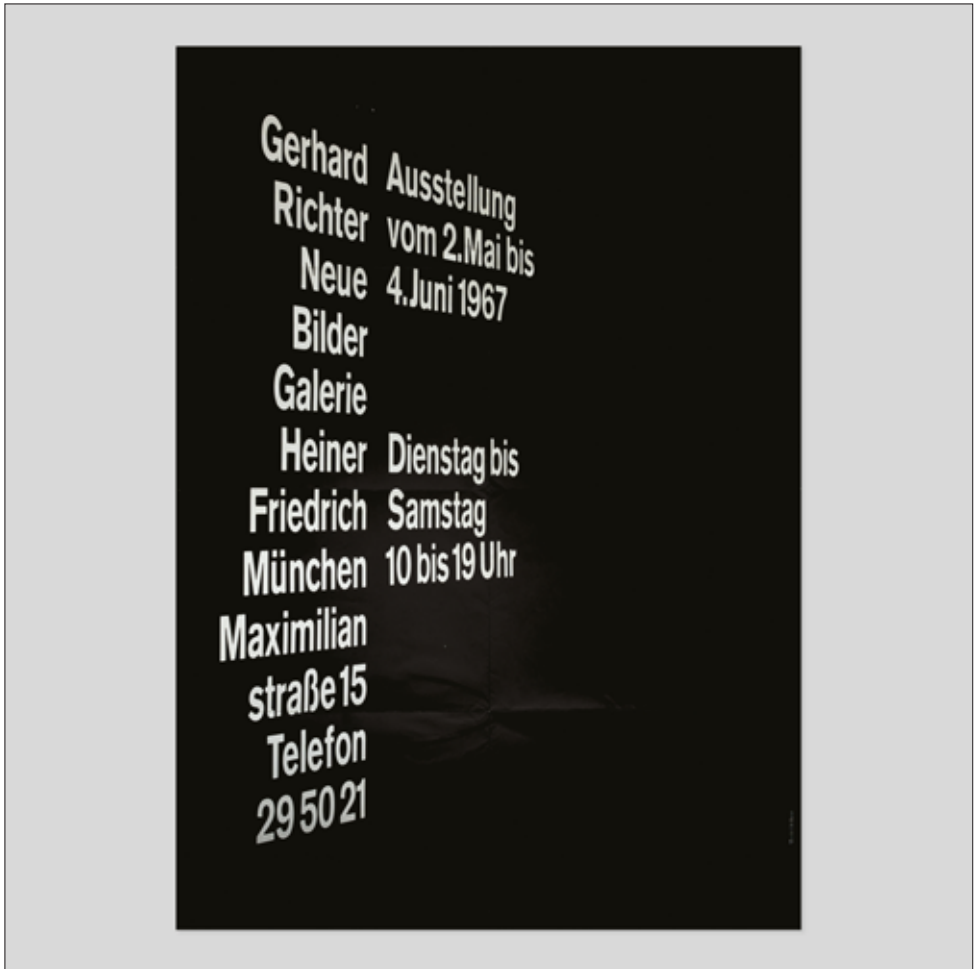 Gerhard
Richter
Neue
Bilder
Galerie
Heiner
Friedrich
München
Maximilian
straße 15
Telefon
29 50 21
Ausstellung
vom 2.Mai bis
4.Juni 1967
Dienstag bis
Samstag
10 bis 19 Uhr